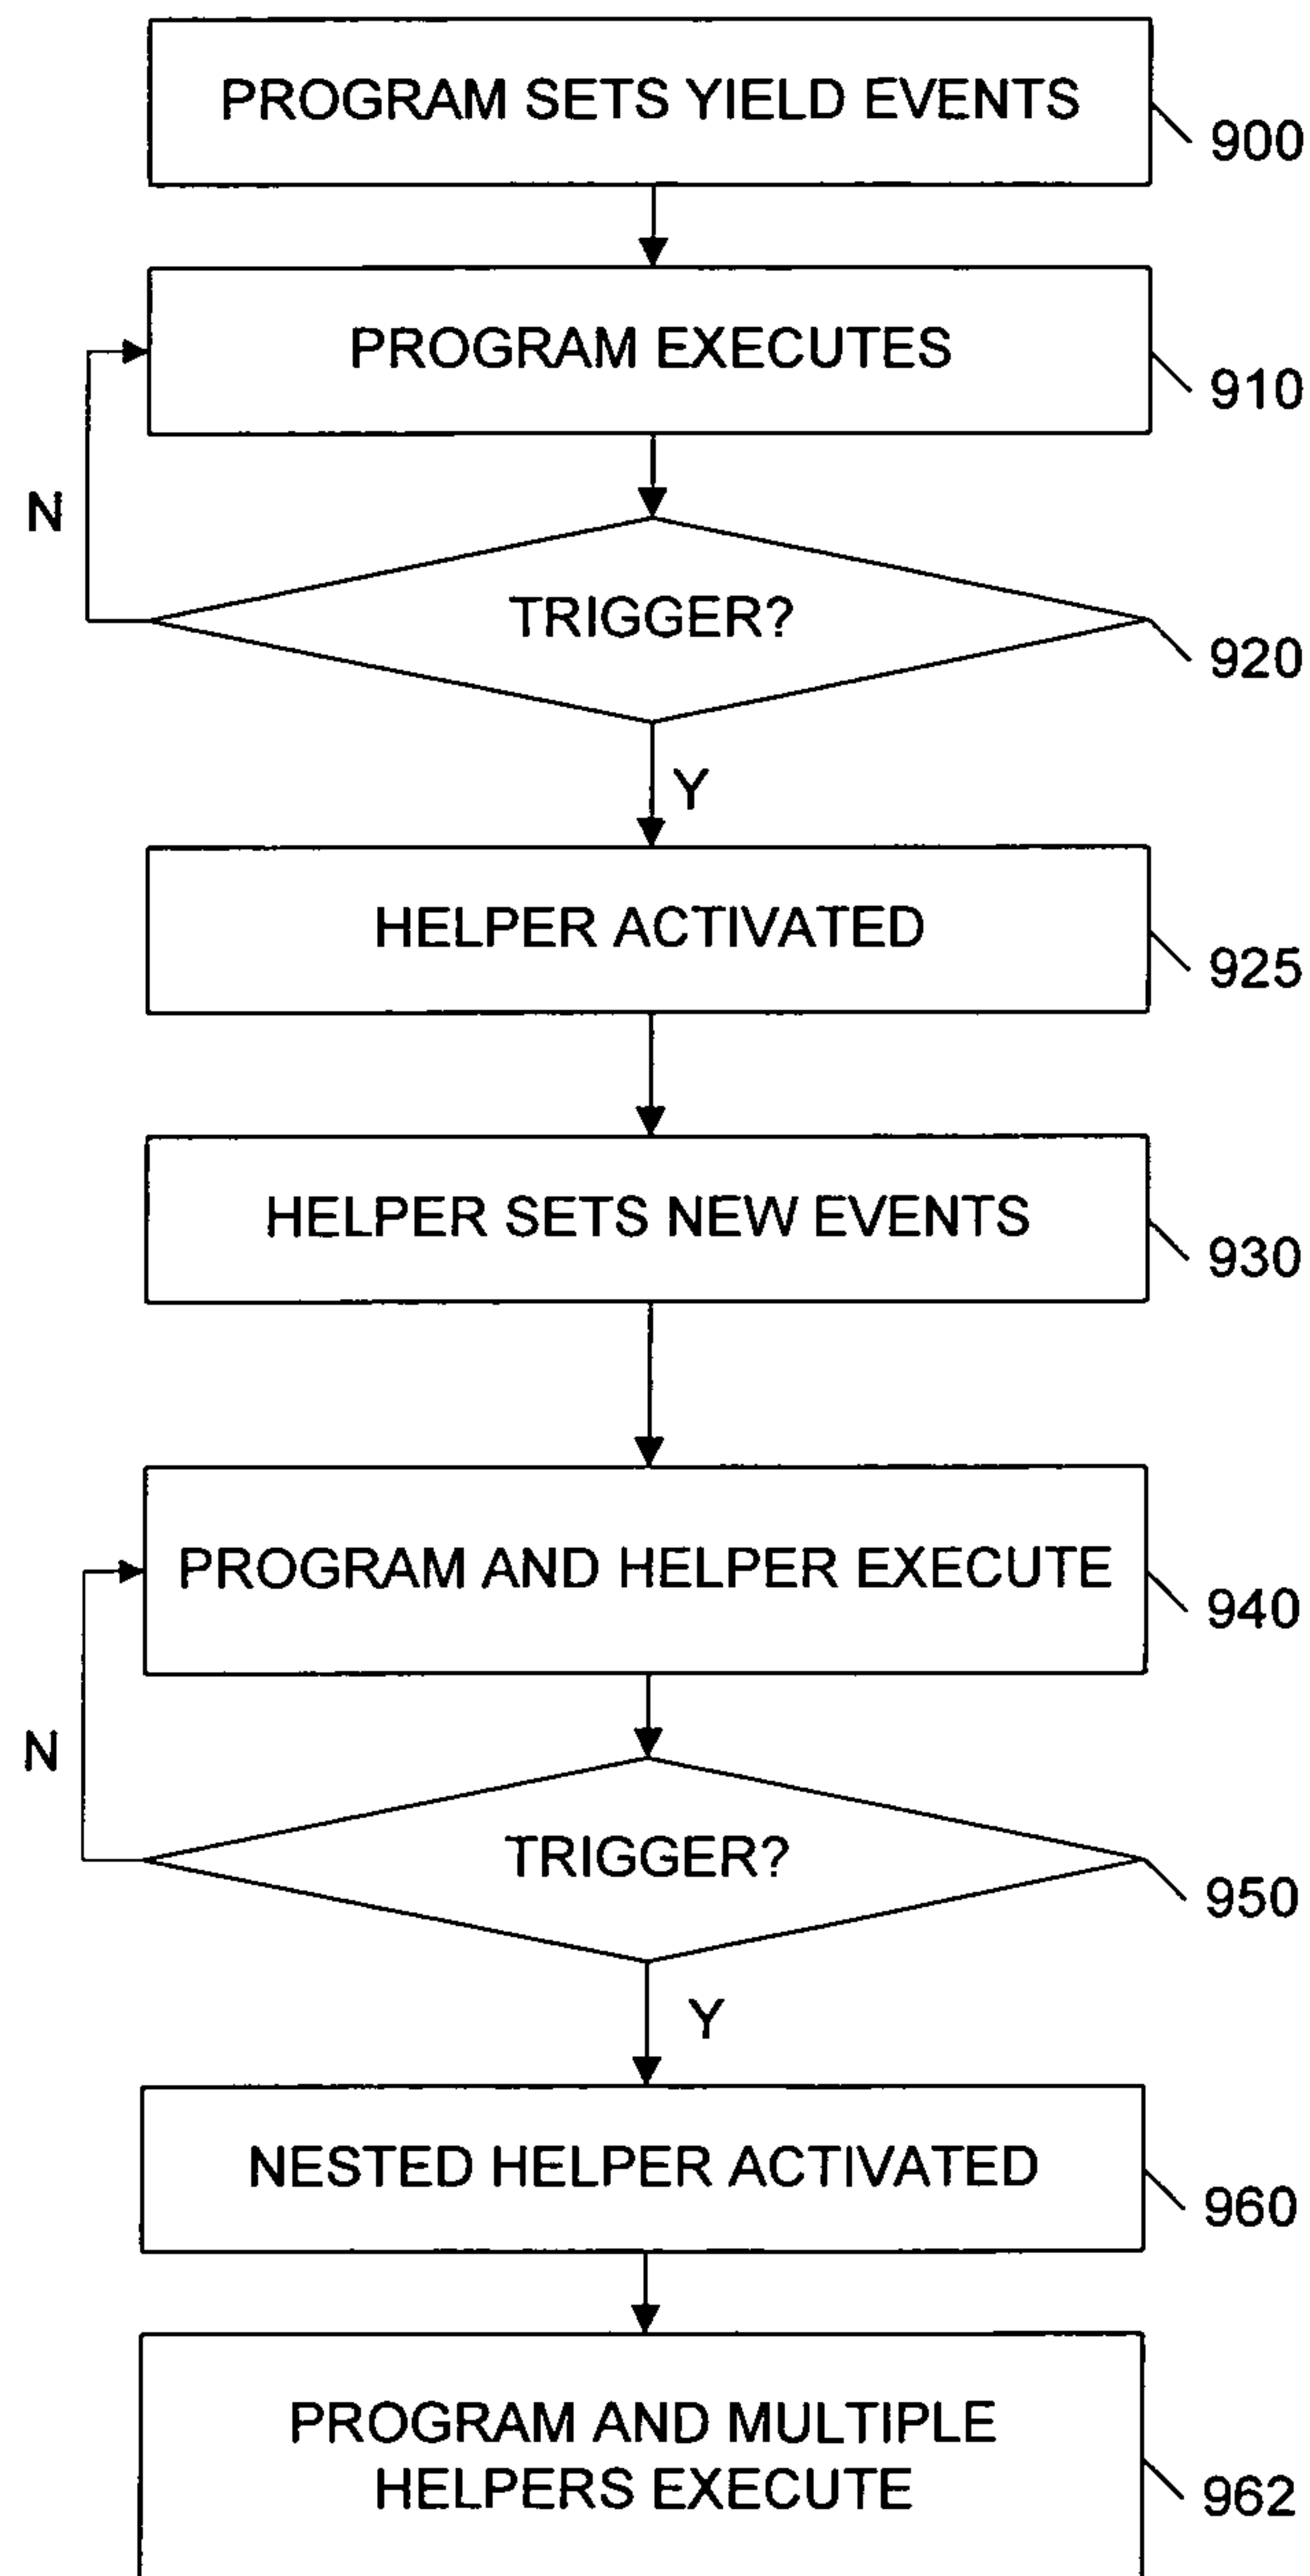 PROGRAM SETS YIELD EVENTS
900
PROGRAM EXECUTES
910
N
TRIGGER?
920
Y
HELPER ACTIVATED
925
HELPER SETS NEW EVENTS
930
PROGRAM AND HELPER EXECUTE
940
N
TRIGGER?
950
Y
NESTED HELPER ACTIVATED
960
PROGRAM AND MULTIPLE
HELPERS EXECUTE
962